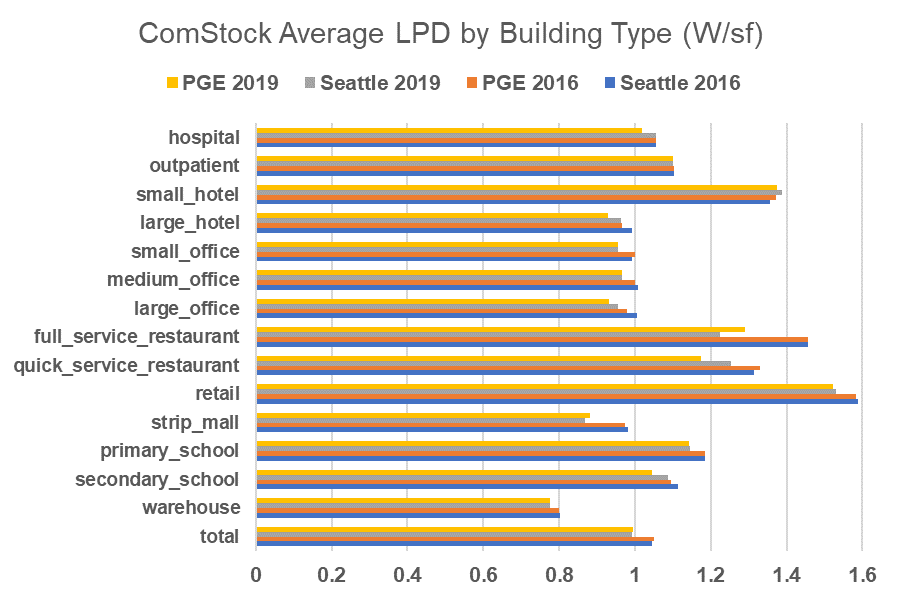 ComStock Average LPD by Building Type (W/sf)
PGE 2019 Seattle 2019 PGE 2016 Seattle 2016
hospital
outpatient
small_hotel
large_hotel
small_office
medium_office
large_office
full_service_restaurant
quick_service_restaurant
retail
strip_mall
primary_school
secondary_school
warehouse
total
0 0.2 0.4 0.6 0.8 1 1.2 1.4 1.6